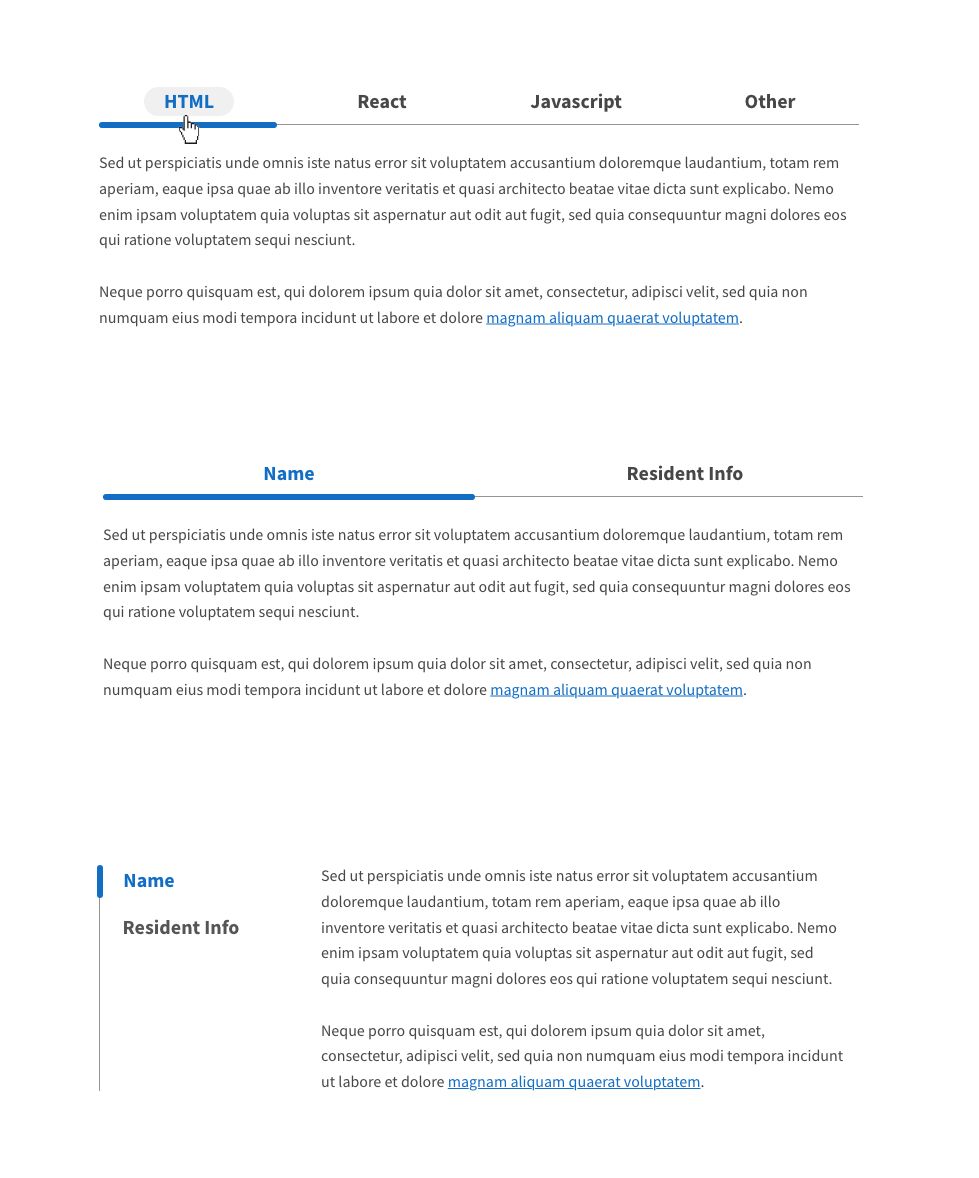 HTML React Javascript Other
Sed ut perspiciatis unde omnis iste natus error sit voluptatem accusantium doloremque laudantium, totam rem
aperiam, eaque ipsa quae ab illo inventore veritatis et quasi architecto beatae vitae dicta sunt explicabo. Nemo
enim ipsam voluptatem quia voluptas sit aspernatur aut odit aut fugit, sed quia consequuntur magni dolores eos
qui ratione voluptatem sequi nesciunt.
Neque porro quisquam est, qui dolorem ipsum quia dolor sit amet, consectetur, adipisci velit, sed quia non
numquam eius modi tempora incidunt ut labore et dolore magnam aliquam quaerat voluptatem.
Name Resident Info
Sed ut perspiciatis unde omnis iste natus error sit voluptatem accusantium doloremque laudantium, totam rem
aperiam, eaque ipsa quae ab illo inventore veritatis et quasi architecto beatae vitae dicta sunt explicabo. Nemo
enim ipsam voluptatem quia voluptas sit aspernatur aut odit aut fugit, sed quia consequuntur magni dolores eos
qui ratione voluptatem sequi nesciunt.
Neque porro quisquam est, qui dolorem ipsum quia dolor sit amet, consectetur, adipisci velit, sed quia non
numquam eius modi tempora incidunt ut labore et dolore magnam aliquam quaerat voluptatem.
Name
Resident Info
Sed ut perspiciatis unde omnis iste natus error sit voluptatem accusantium
doloremque laudantium, totam rem aperiam, eaque ipsa quae ab illo
inventore veritatis et quasi architecto beatae vitae dicta sunt explicabo. Nemo
enim ipsam voluptatem quia voluptas sit aspernatur aut odit aut fugit, sed
quia consequuntur magni dolores eos qui ratione voluptatem sequi nesciunt.
Neque porro quisquam est, qui dolorem ipsum quia dolor sit amet,
consectetur, adipisci velit, sed quia non numquam eius modi tempora incidunt
ut labore et dolore magnam aliquam quaerat voluptatem.